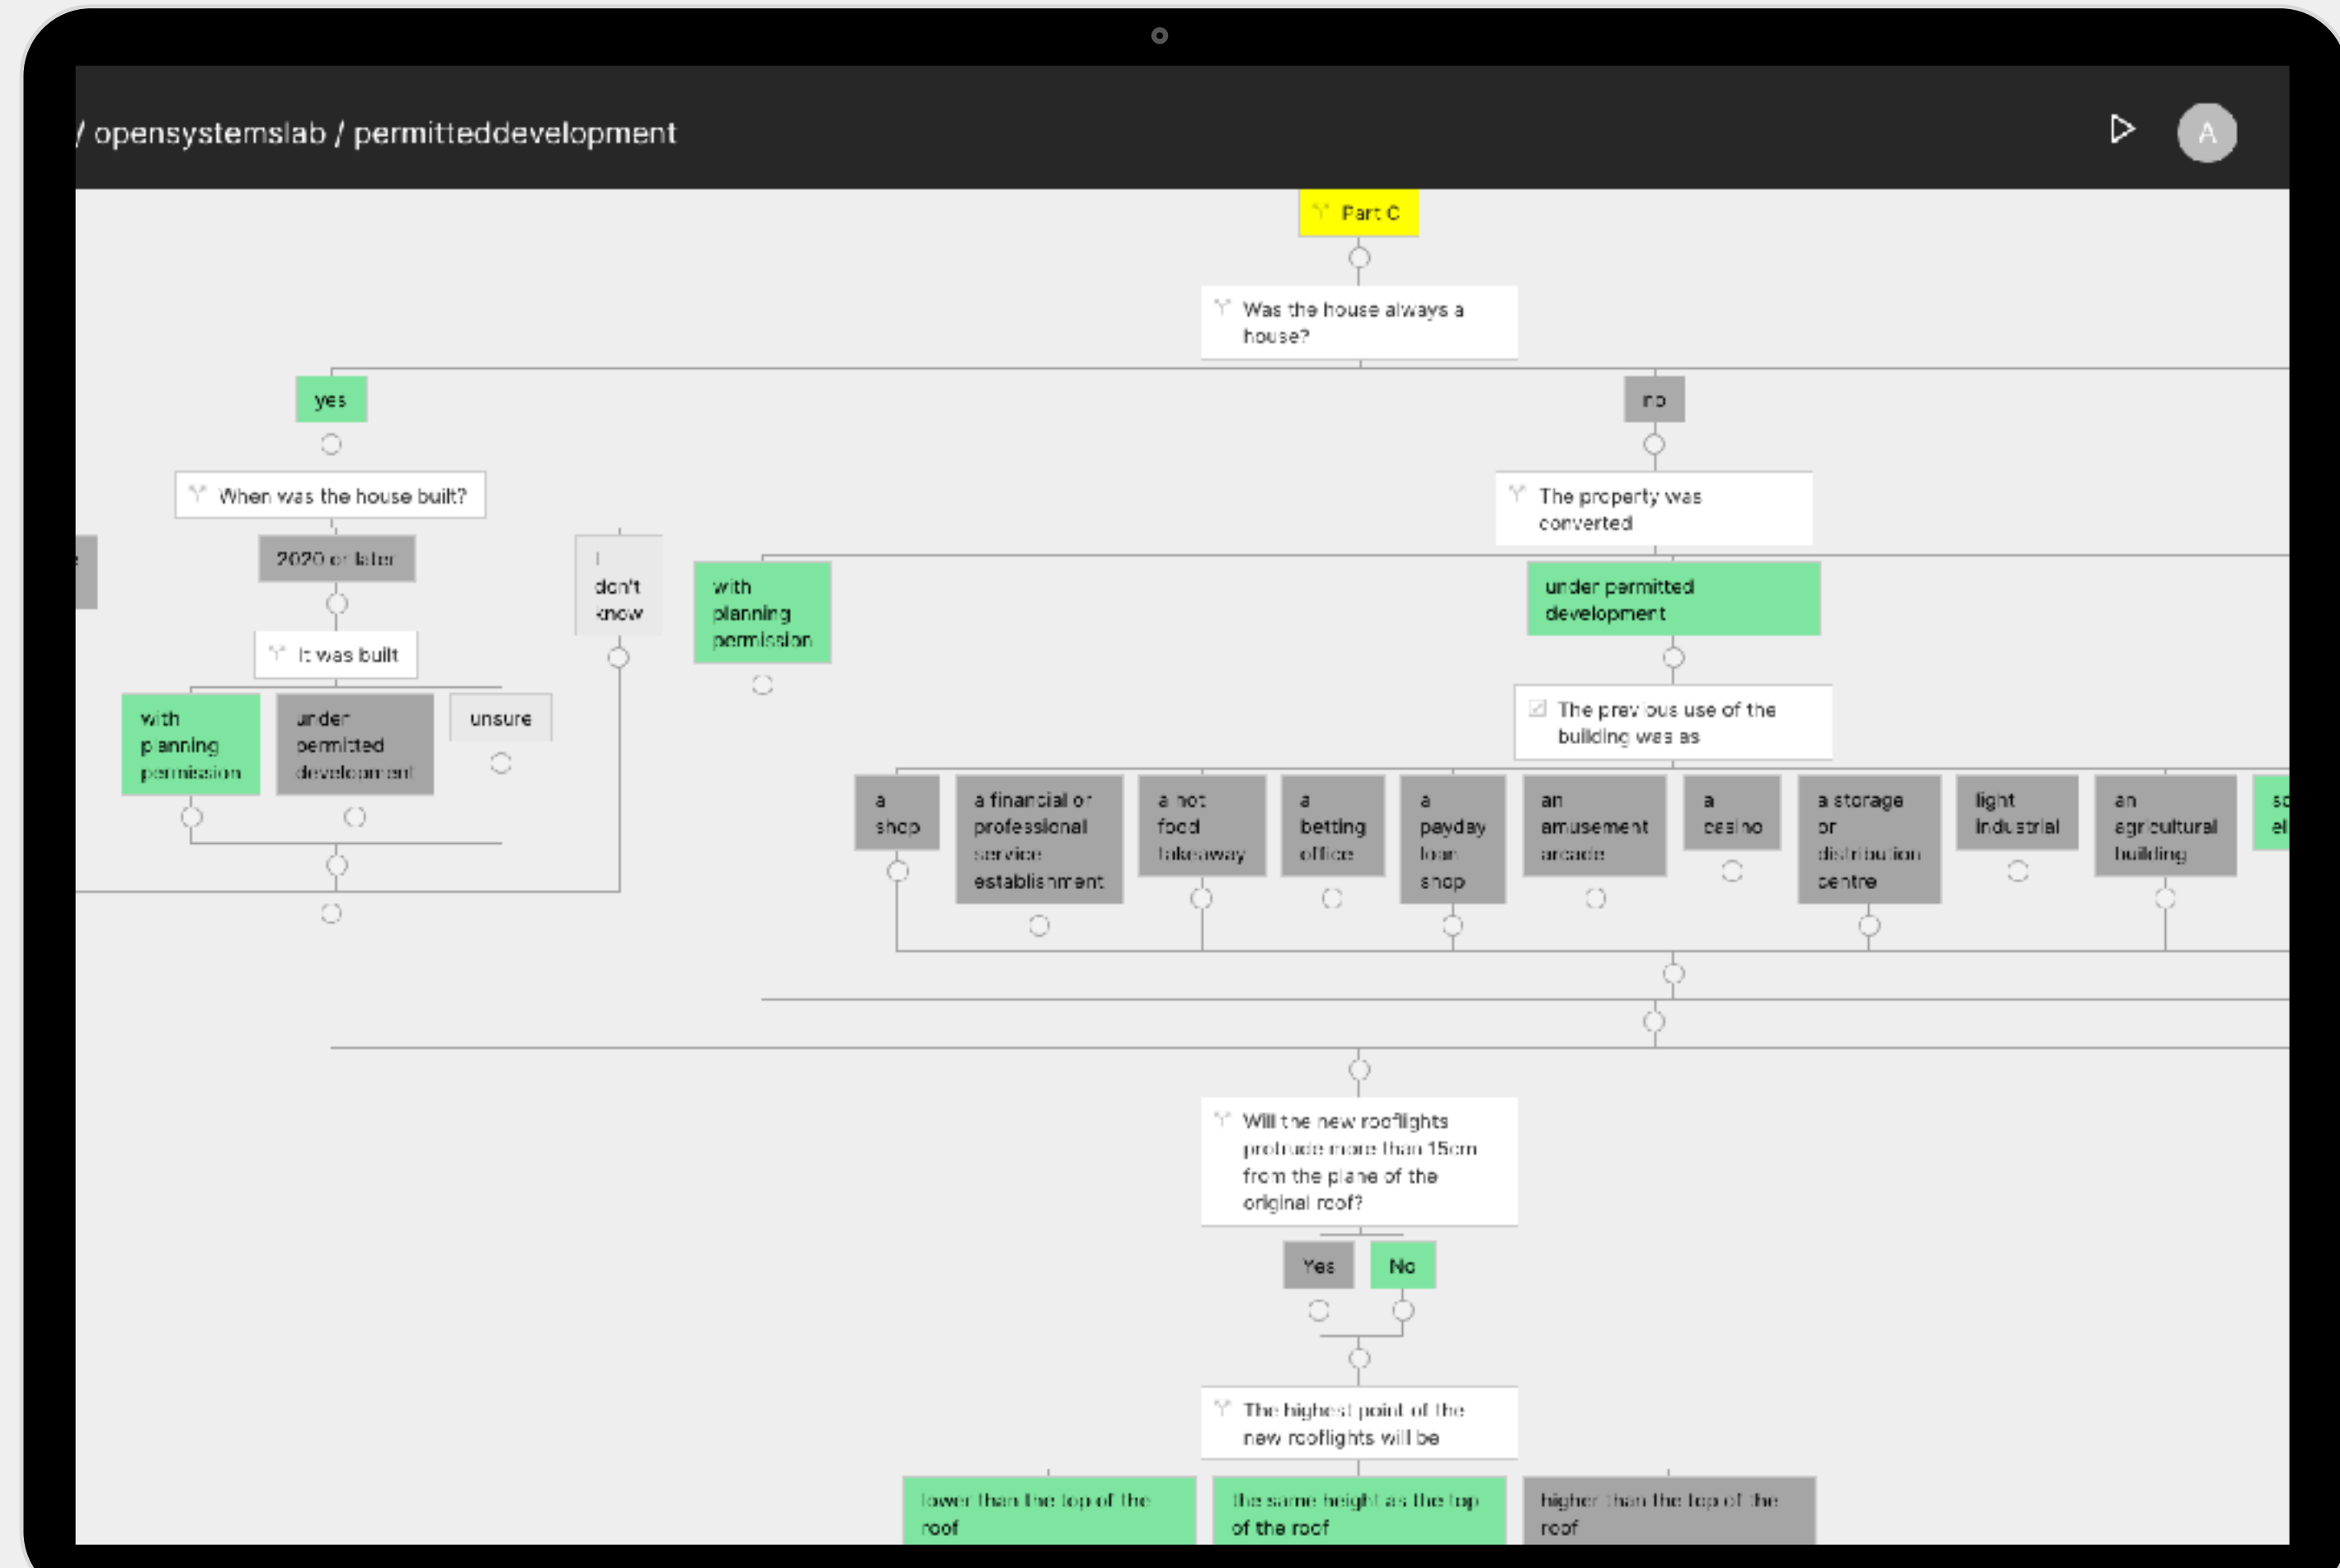 / opensystemslab / permitteddevelopment
A
Part C
Was the house always a
house?
yes
no
When was the house built?
The property was
converted
2020 or later
I
don't
know
with
planning
permission
under permitted
development
It was built
with
planning
permission
under
permitted
development
unsure
The previous use of the
building was as
a
shop
a financial or
professional
service
establishment
a hot
food
takeaway
a
betting
office
a
payday
loan
shop
an
amusement
arcade
a
casino
a storage
or
distribution
centre
light
industrial
an
agricultural
building
Will the new rooflights
protrude more than 15cm
from the plane of the
original roof?
Yes
No
The highest point of the
new rooflights will be
lower than the top of the
roof
the same height as the top
of the roof
higher than the top of the
roof